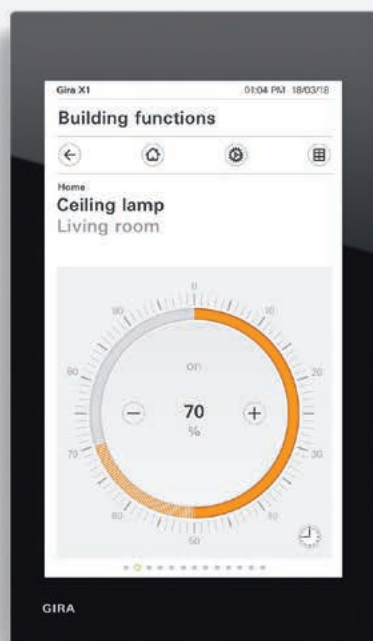 Gira X1 01:04 PM 18/03/18
Building functions
Home
Ceiling lamp
Living room
0
90 10
on
80 20
70
%
70 30
60 40
50
GIRA